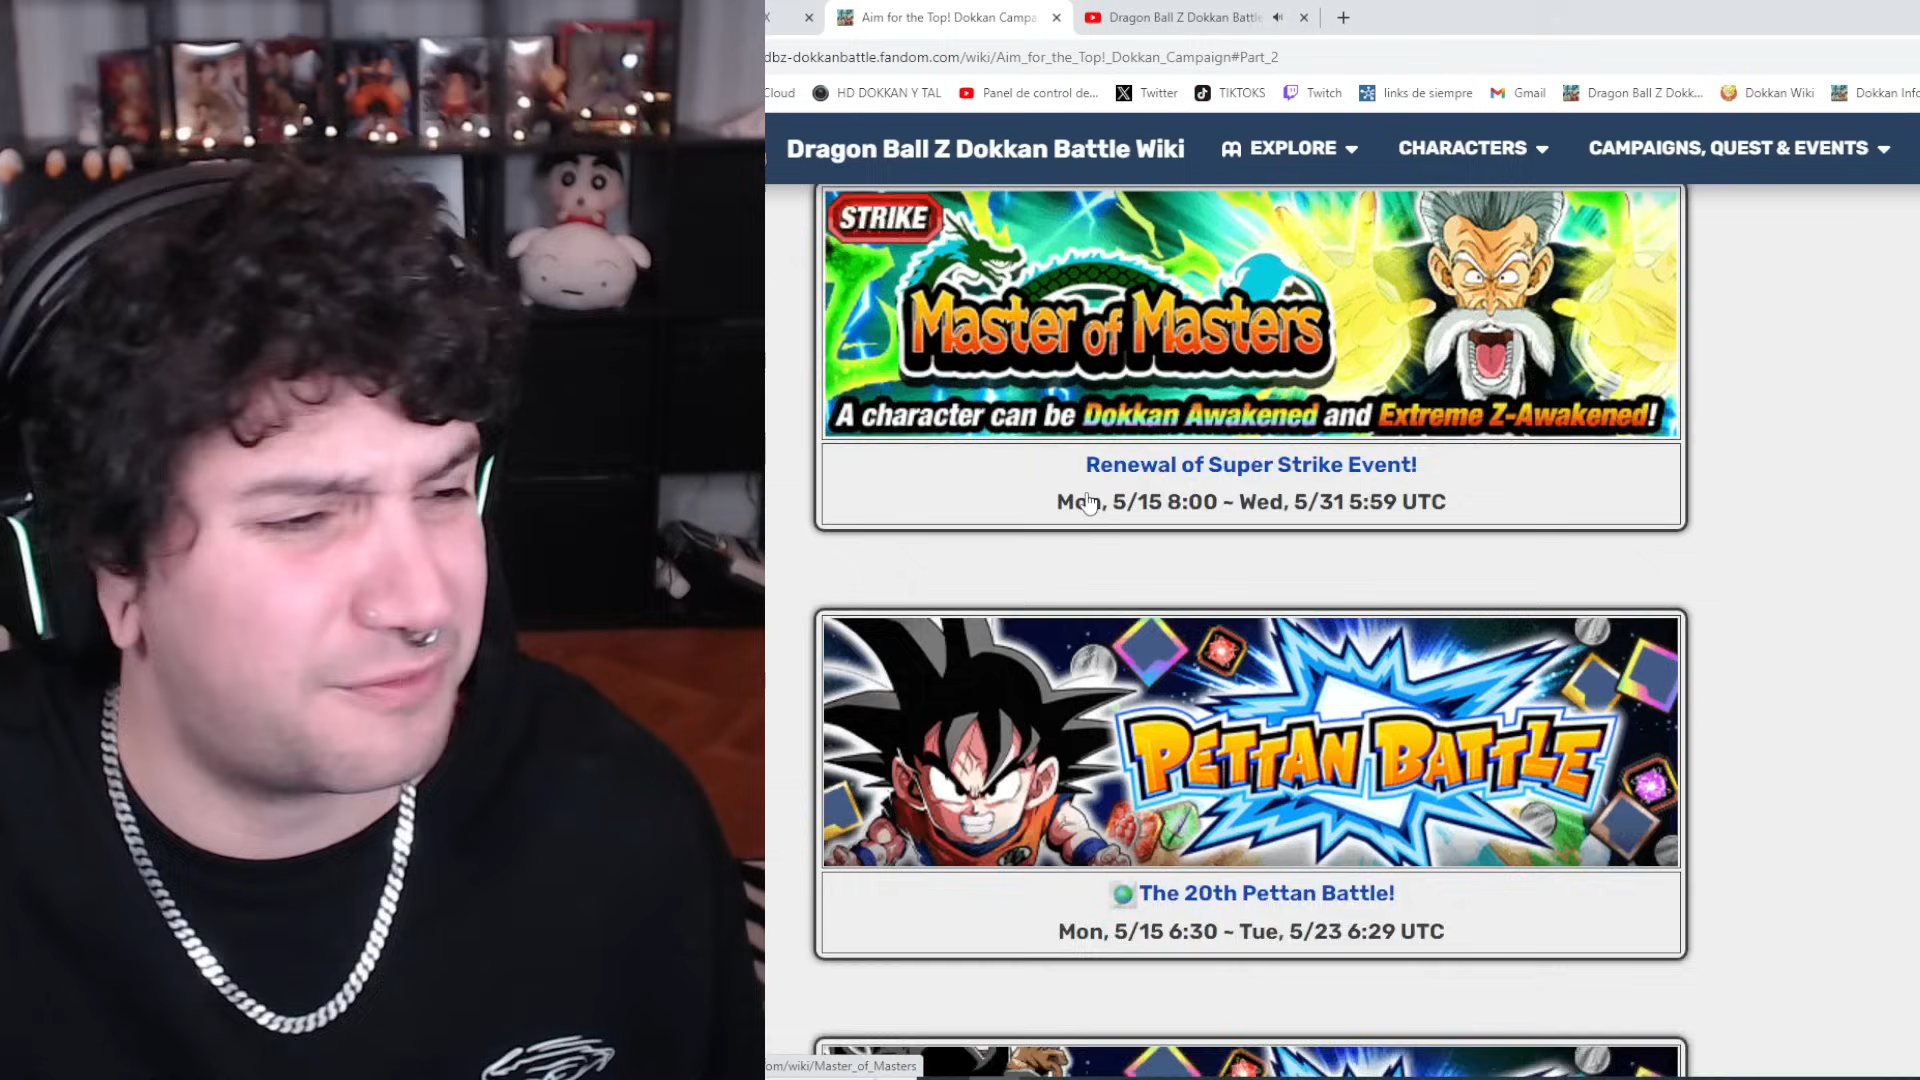 X
Aim for the Top! Dokkan Campa
Dragon Ball Z Dokkan Battle
dbz-dokkanbattle.fandom.com/wiki/Aim_for_the_Top!_Dokkan_Campaign#Part_2
Cloud
HD DOKKAN Y TAL
Panel de control de...
Twitter
TIKTOKS
Twitch
links de siempre
Gmail
Dragon Ball Z Dokk...
Dokkan Wiki
Dokkan Info
Dragon Ball Z Dokkan Battle Wiki
EXPLORE
CHARACTERS
CAMPAIGNS, QUEST & EVENTS
STRIKE
Master of Masters
A character can be Dokkan Awakened and Extreme Z-Awakened!
Renewal of Super Strike Event!
Mon, 5/15 8:00 ~ Wed, 5/31 5:59 UTC
PETTAN BATTLE
The 20th Pettan Battle!
Mon, 5/15 6:30 ~ Tue, 5/23 6:29 UTC
om/wiki/Master_of_Masters